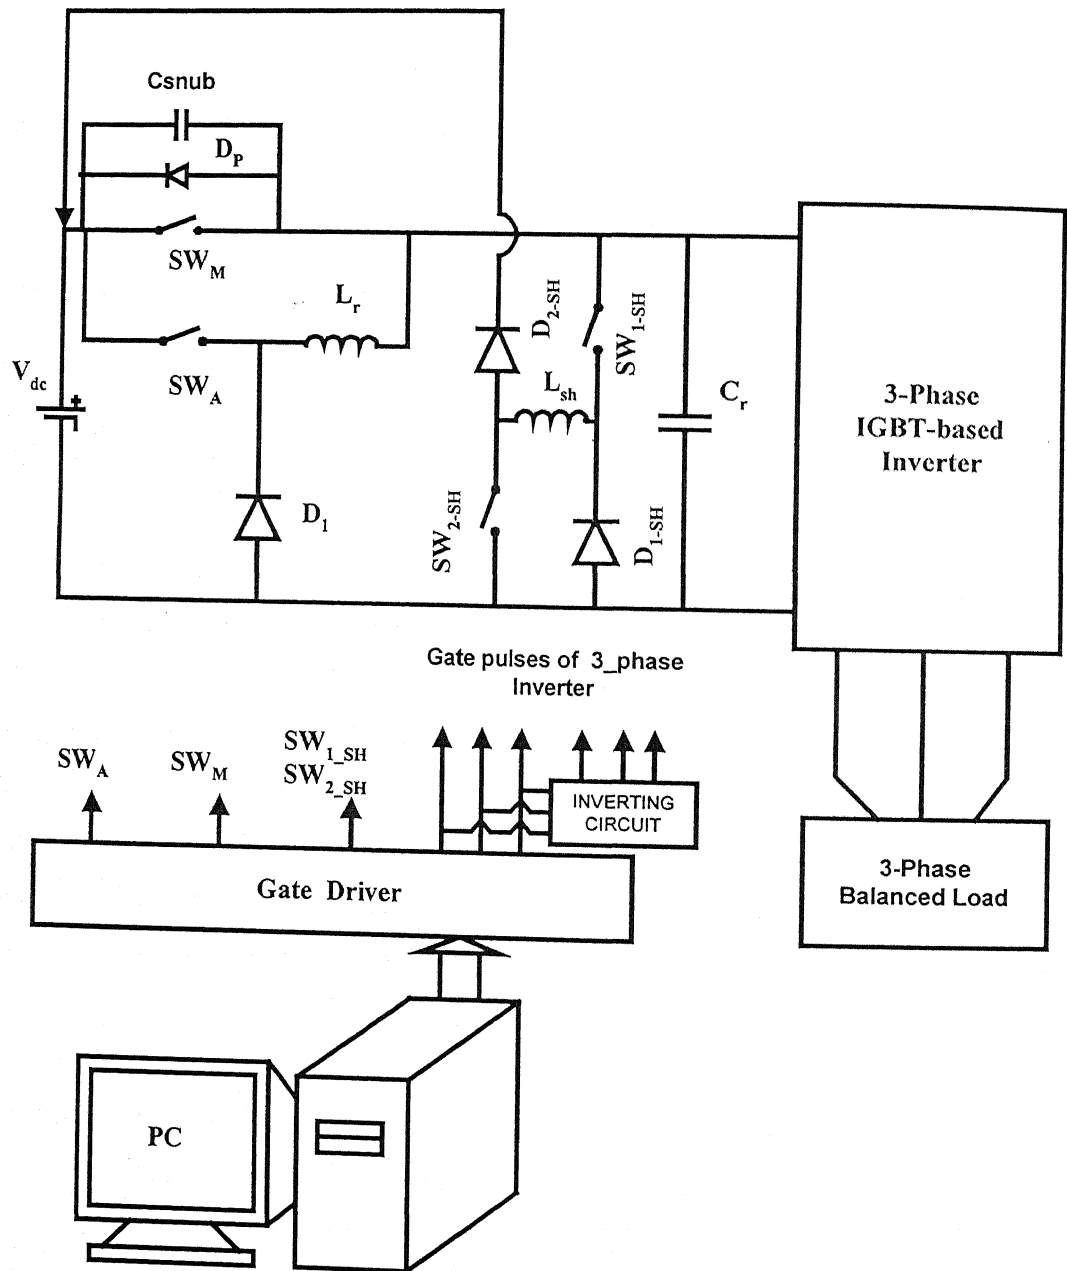 Csnub
D_P
SW_M
L_r
SW_A
V_dc
+
D_1
D_2-SH
SW_1-SH
L_sh
C_r
SW_2-SH
D_1-SH
3-Phase
IGBT-based
Inverter
Gate pulses of 3_phase
Inverter
SW_A
SW_M
SW_1_SH
SW_2_SH
INVERTING
CIRCUIT
Gate Driver
3-Phase
Balanced Load
PC